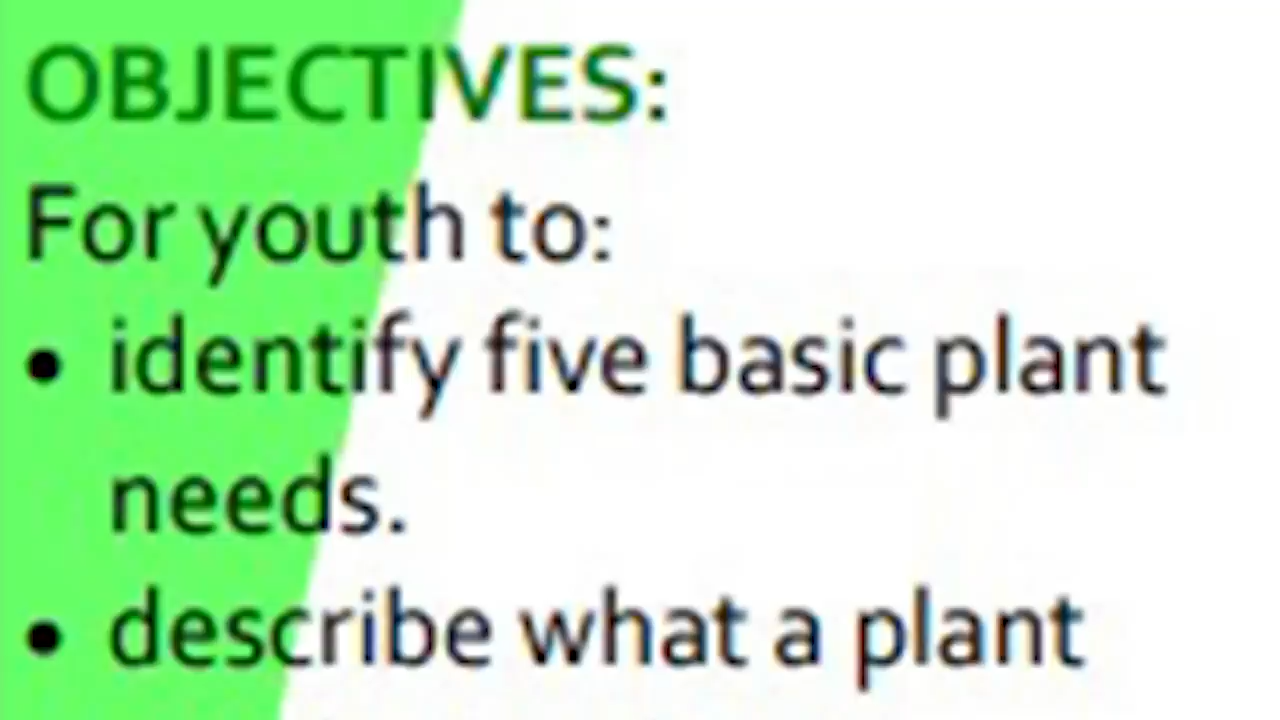 OBJECTIVES:
For youth to:
• identify five basic plant
needs.
• describe what a plant